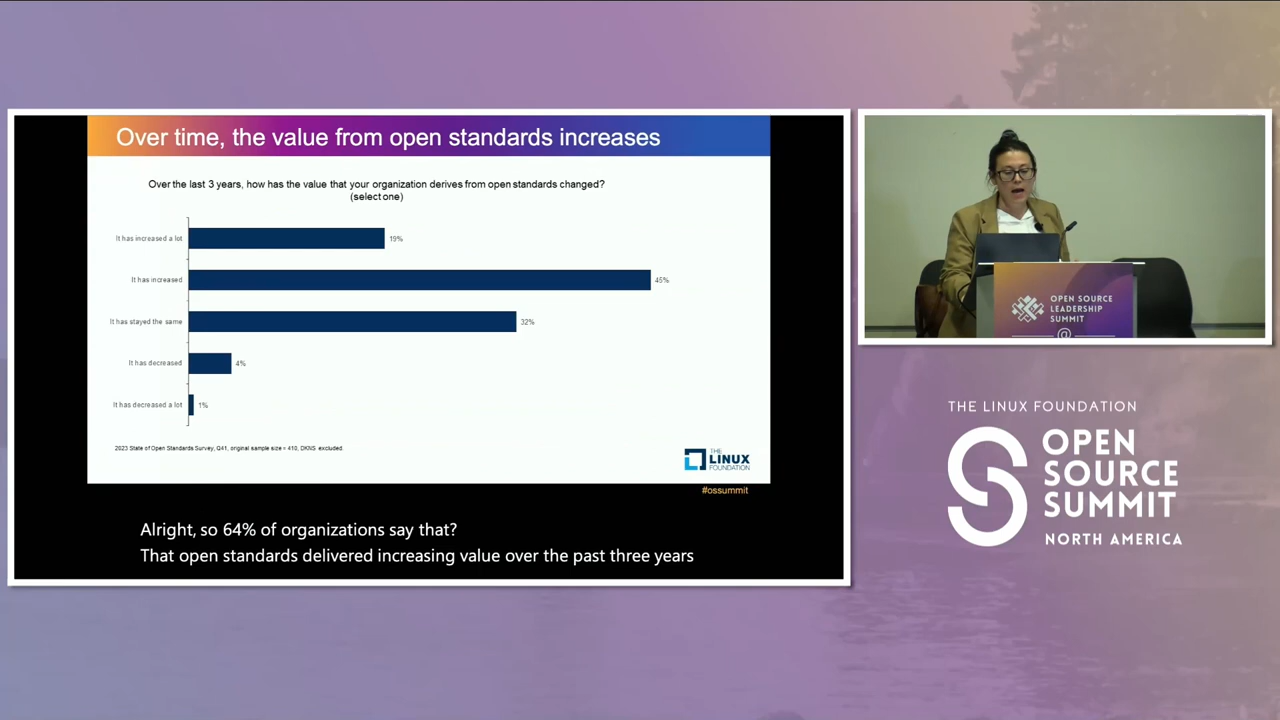 Over time, the value from open standards increases
Over the last 3 years, how has the value that your organization derives from open standards changed?
(select one)
It has increased a lot
19%
It has increased
45%
It has stayed the same
32%
It has decreased
4%
It has decreased a lot
1%
2023 State of Open Standards Survey, Q41, original sample size = 410, DKNS excluded
THE
LINUX
FOUNDATION
#ossummit
Alright, so 64% of organizations say that?
That open standards delivered increasing value over the past three years
OPEN SOURCE
LEADERSHIP
SUMMIT
@
THE LINUX FOUNDATION
OPEN
SOURCE
SUMMIT
NORTH AMERICA